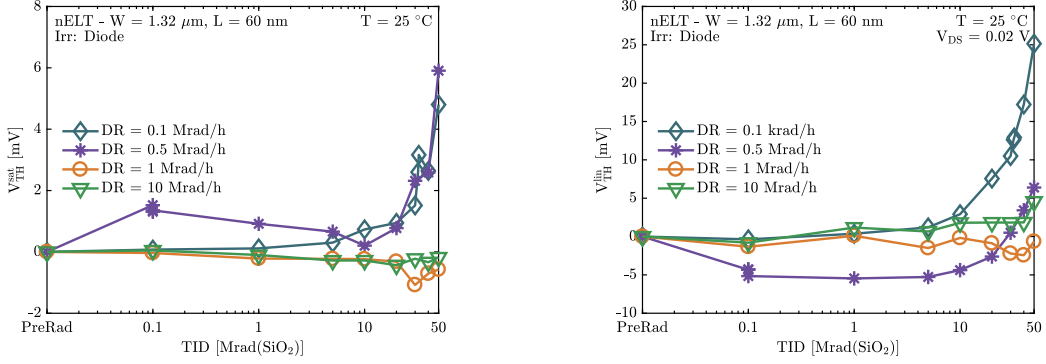 nELT - W = 1.32 μm, L = 60 nm
T = 25 °C
Irr: Diode
8
6
4
2
0
-2
V_TH^sat [mV]
DR = 0.1 Mrad/h
DR = 0.5 Mrad/h
DR = 1 Mrad/h
DR = 10 Mrad/h
PreRad 0.1 1 10 50
TID [Mrad(SiO₂)]
nELT - W = 1.32 μm, L = 60 nm
T = 25 °C
Irr: Diode
V_DS = 0.02 V
30
25
20
15
10
5
0
-5
-10
V_TH^lin [mV]
DR = 0.1 krad/h
DR = 0.5 Mrad/h
DR = 1 Mrad/h
DR = 10 Mrad/h
PreRad 0.1 1 10 50
TID [Mrad(SiO₂)]